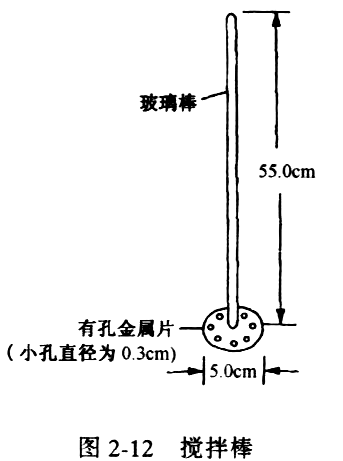 玻璃棒
55.0cm
有孔金属片
(小孔直径为 0.3cm)
5.0cm
图 2-12 搅拌棒